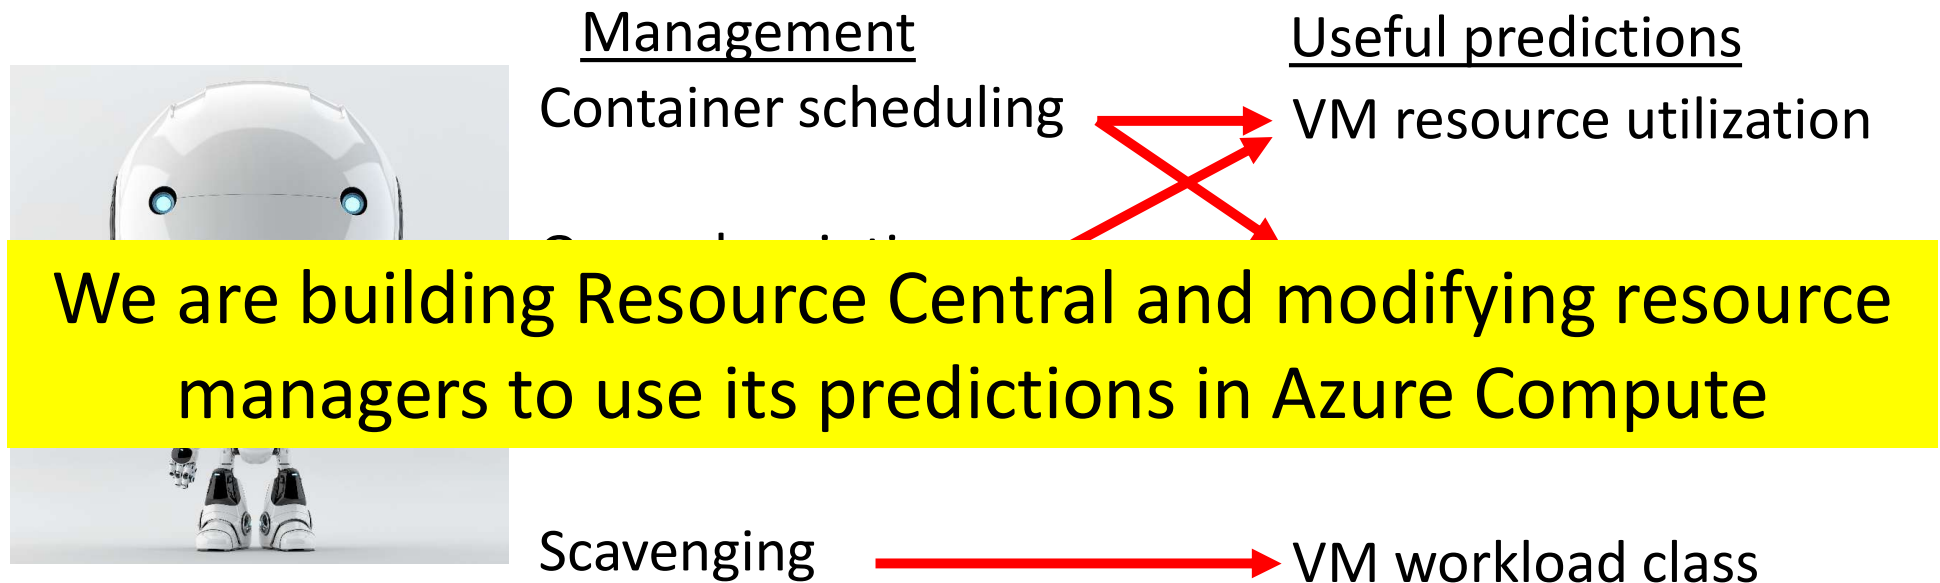 Management
Useful predictions
Container scheduling
VM resource utilization
We are building Resource Central and modifying resource
managers to use its predictions in Azure Compute
Scavenging
VM workload class